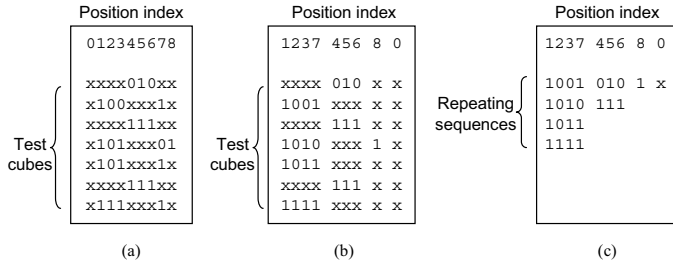 Position index
012345678
xxxx010xx
x100xxx1x
xxxx111xx
x101xxx01
x101xxx1x
xxxx111xx
x111xxx1x
Test
cubes
(a)
Position index
1237 456 8 0
xxxx 010 x x
1001 xxx x x
xxxx 111 x x
1010 xxx 1 x
1011 xxx x x
xxxx 111 x x
1111 xxx x x
Test
cubes
(b)
Position index
1237 456 8 0
1001 010 1 x
1010 111
1011
1111
Repeating
sequences
(c)